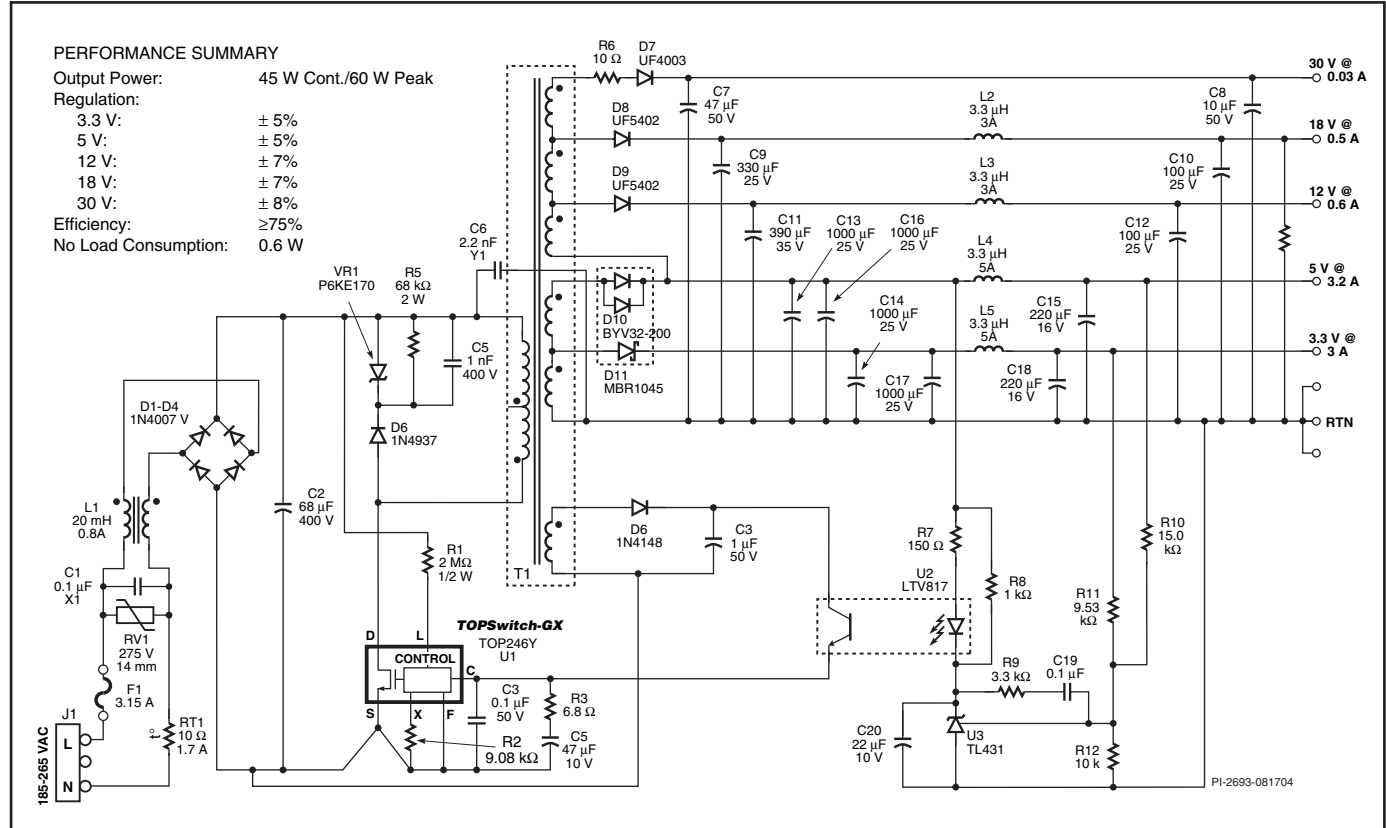 PERFORMANCE SUMMARY
Output Power: 45 W Cont./60 W Peak
Regulation:
3.3 V: ± 5%
5 V: ± 5%
12 V: ± 7%
18 V: ± 7%
30 V: ± 8%
Efficiency: ≥75%
No Load Consumption: 0.6 W
R6
10 Ω
D7
UF4003
30 V @
0.03 A
C7
47 µF
50 V
C8
10 µF
50 V
D8
UF5402
L2
3.3 µH
3A
18 V @
0.5 A
C9
330 µF
25 V
C10
100 µF
25 V
D9
UF5402
L3
3.3 µH
3A
12 V @
0.6 A
C11
390 µF
35 V
C13
1000 µF
25 V
C16
1000 µF
25 V
C12
100 µF
25 V
L4
3.3 µH
5A
5 V @
3.2 A
C6
2.2 nF
Y1
VR1
P6KE170
R5
68 kΩ
2 W
C5
1 nF
400 V
D10
BYV32-200
C14
1000 µF
25 V
C15
220 µF
16 V
L5
3.3 µH
5A
3.3 V @
3 A
D11
MBR1045
C17
1000 µF
25 V
C18
220 µF
16 V
RTN
D1-D4
1N4007 V
D6
1N4937
C2
68 µF
400 V
L1
20 mH
0.8A
C1
0.1 µF
X1
RV1
275 V
14 mm
F1
3.15 A
J1
L
N
185-265 VAC
RT1
10 Ω
1.7 A
t°
R1
2 MΩ
1/2 W
T1
D6
1N4148
C3
1 µF
50 V
TOPSwitch-GX
TOP246Y
U1
D
L
CONTROL
C
S
X
F
R2
9.08 kΩ
C3
0.1 µF
50 V
R3
6.8 Ω
C5
47 µF
10 V
R7
150 Ω
U2
LTV817
R8
1 kΩ
R10
15.0
kΩ
R11
9.53
kΩ
R9
3.3 kΩ
C19
0.1 µF
C20
22 µF
10 V
U3
TL431
R12
10 k
PI-2693-081704